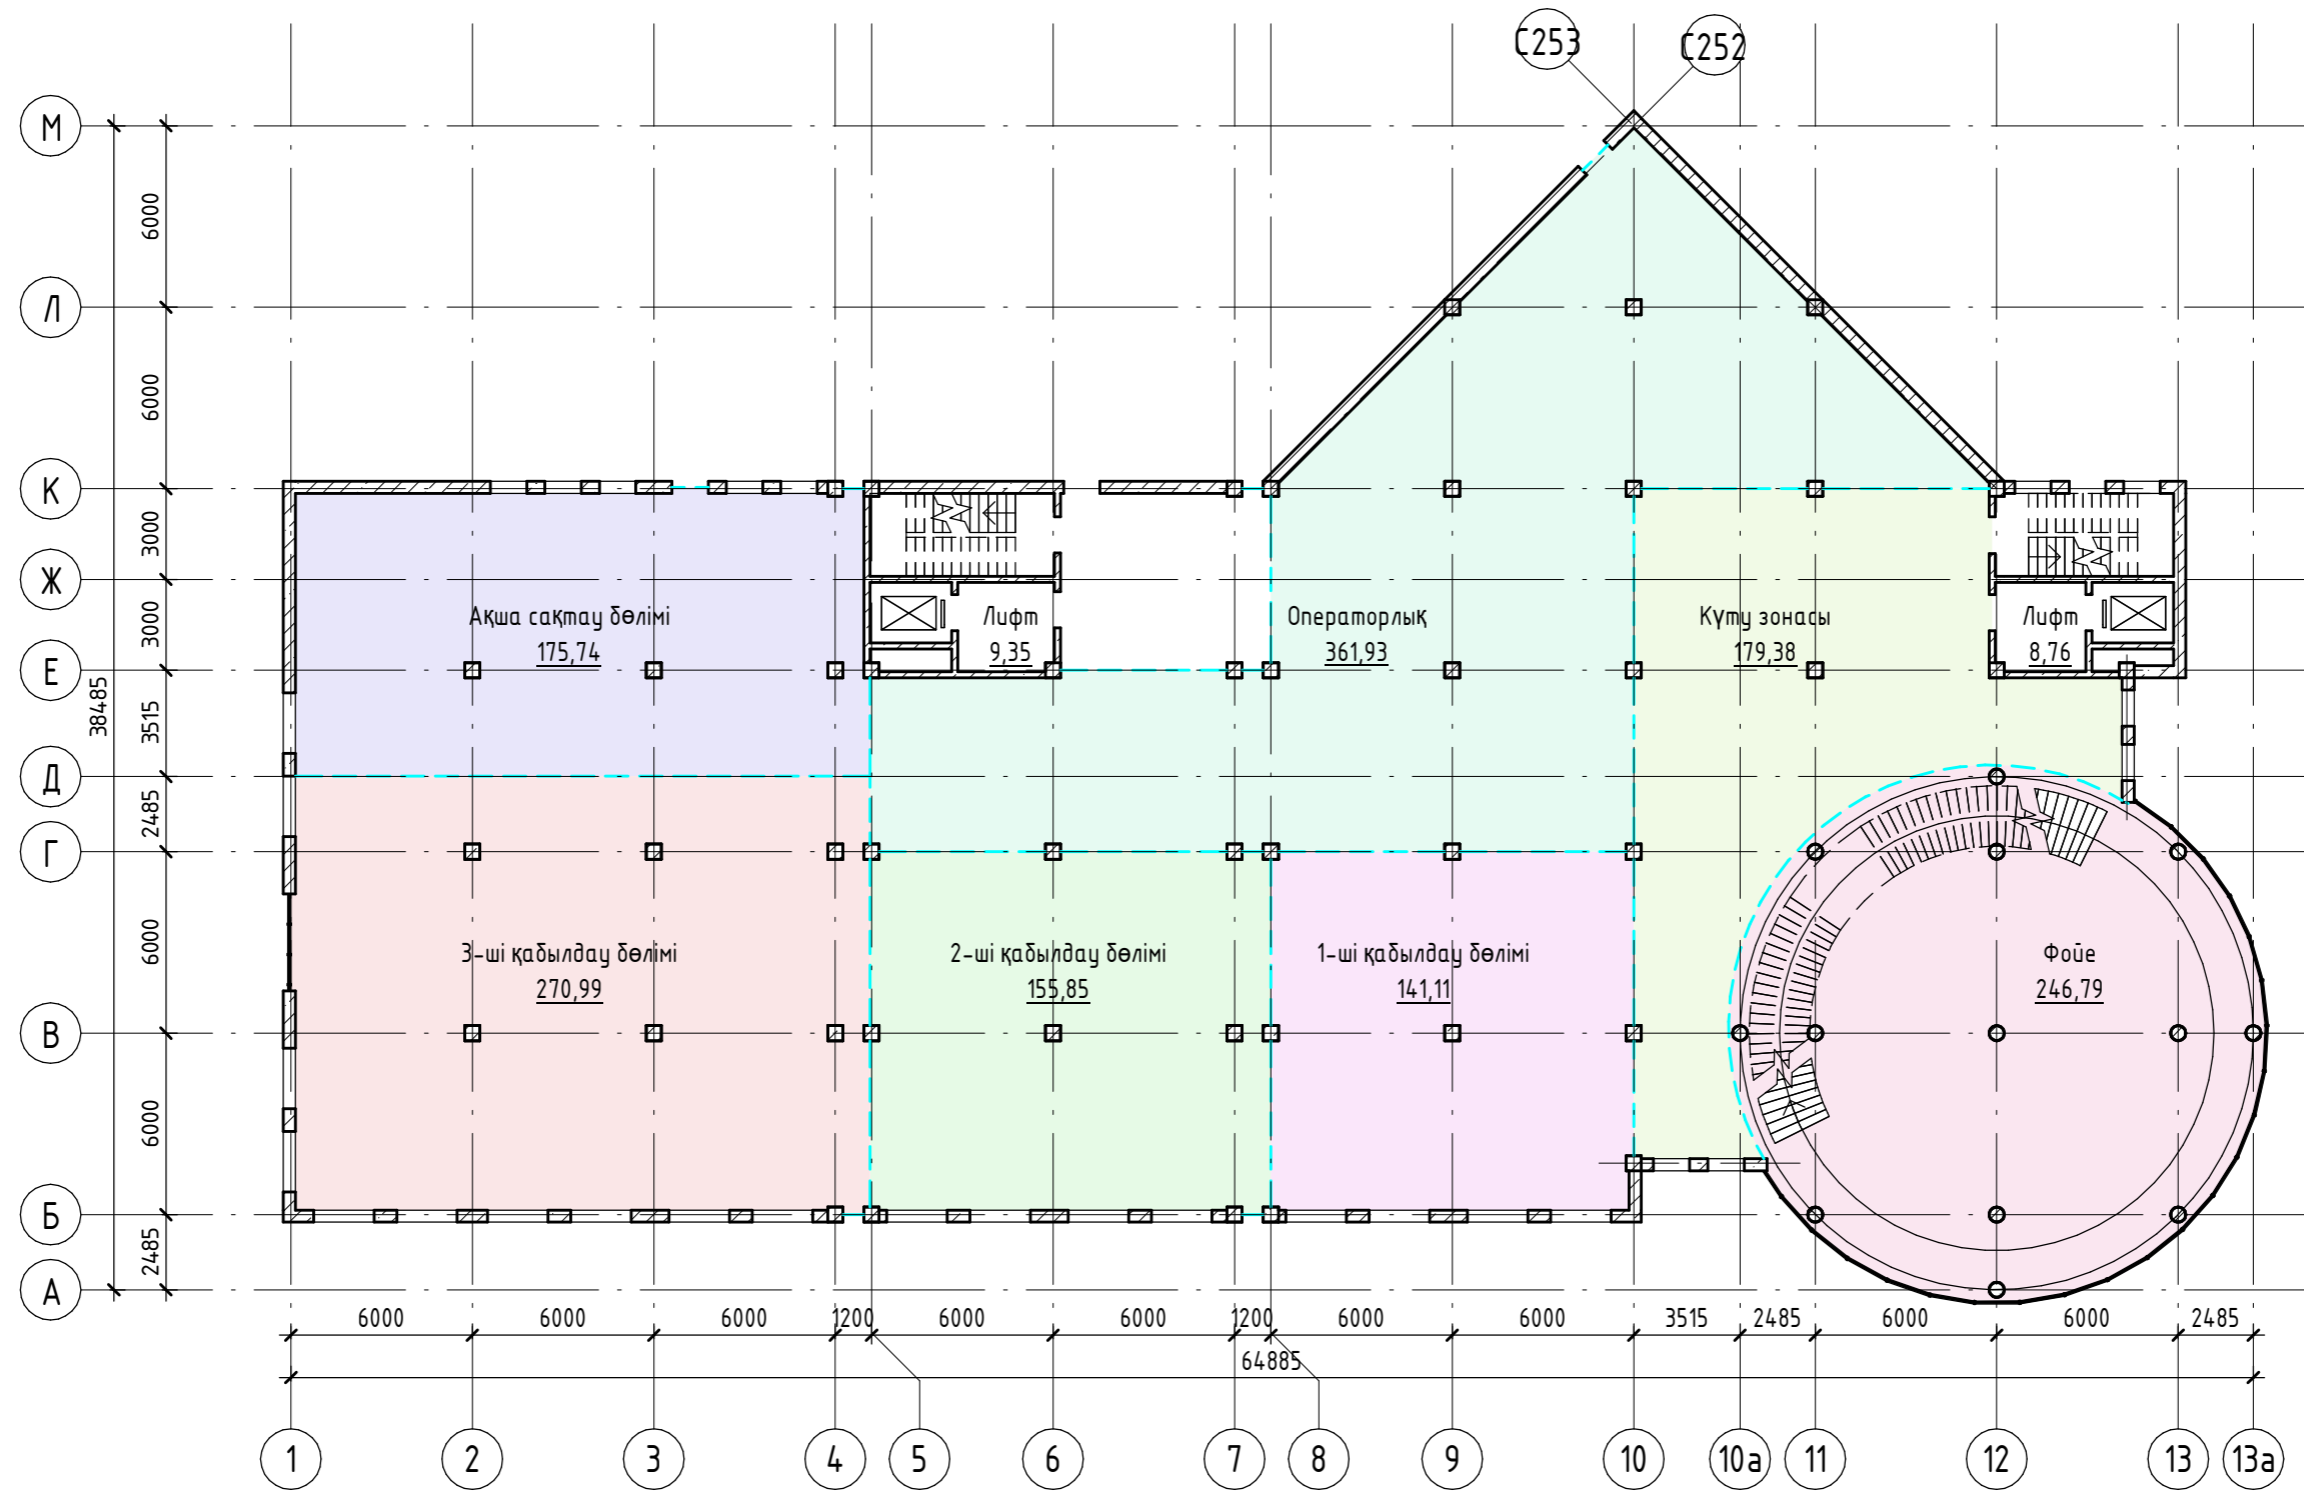 С253
С252
М
6000
Л
6000
К
3000
Ж
3000
Е
3515
38485
Д
2485
Г
6000
В
6000
Б
2485
А
Ақша сақтау бөлімі
175,74
Лифт
9,35
Операторлық
361,93
Күту зонасы
179,38
Лифт
8,76
3-ші қабылдау бөлімі
270,99
2-ші қабылдау бөлімі
155,85
1-ші қабылдау бөлімі
141,11
Фойе
246,79
6000 6000 6000 1200 6000 6000 1200 6000 6000 3515 2485 6000 6000 2485
64885
1 2 3 4 5 6 7 8 9 10 10а 11 12 13 13а